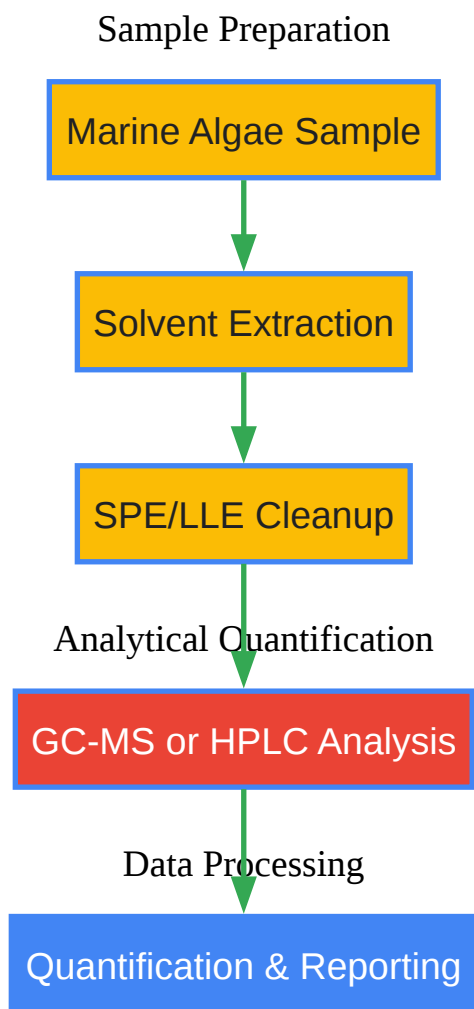 Sample Preparation
Marine Algae Sample
Solvent Extraction
SPE/LLE Cleanup
Analytical Quantification
GC-MS or HPLC Analysis
Data Processing
Quantification & Reporting